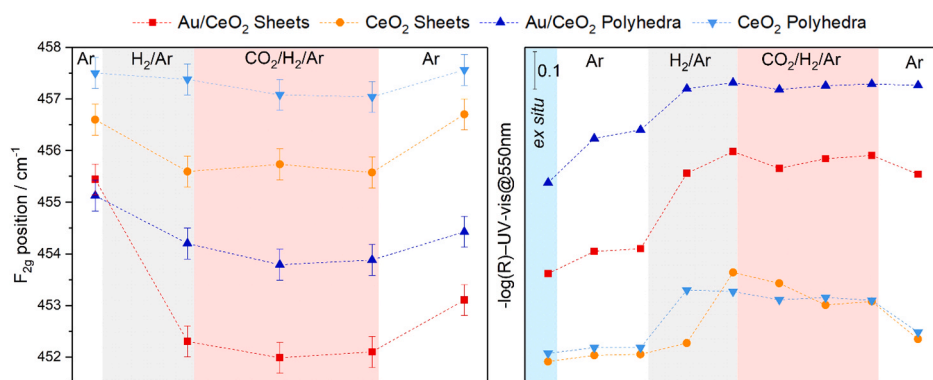 Au/CeO₂ Sheets CeO₂ Sheets Au/CeO₂ Polyhedra CeO₂ Polyhedra
Ar H₂/Ar CO₂/H₂/Ar Ar
458
457
456
455
454
453
452
F₂g position / cm⁻¹
0.1 Ar H₂/Ar CO₂/H₂/Ar Ar
ex situ
-log(R)–UV-vis@550nm